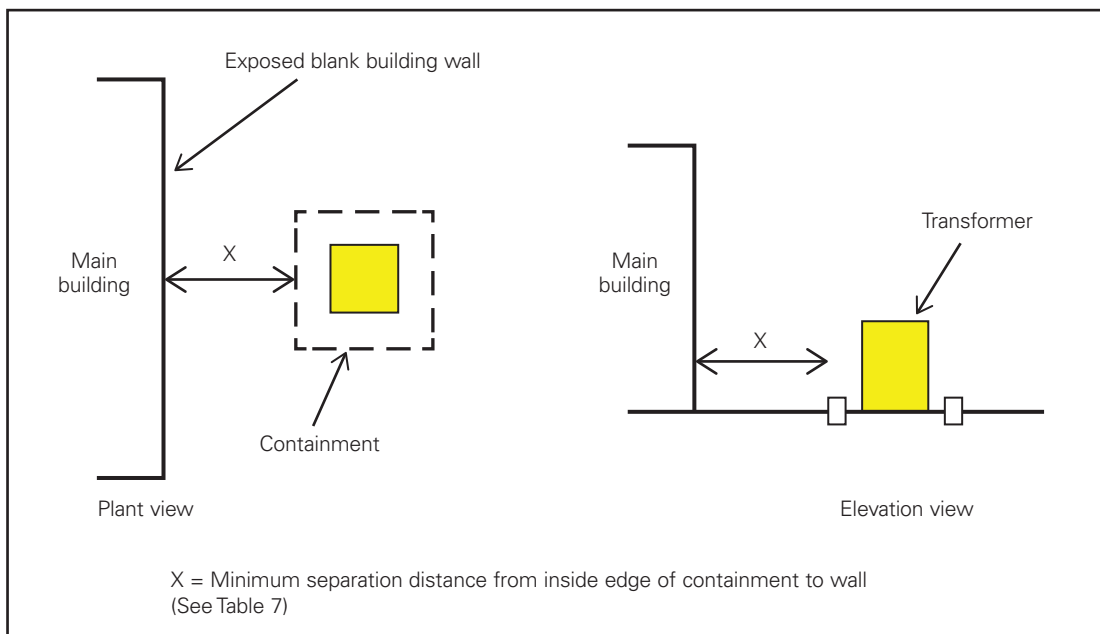 Exposed blank building wall
Main
building
X
Containment
Plant view
Transformer
Main
building
X
Elevation view
X = Minimum separation distance from inside edge of containment to wall
(See Table 7)